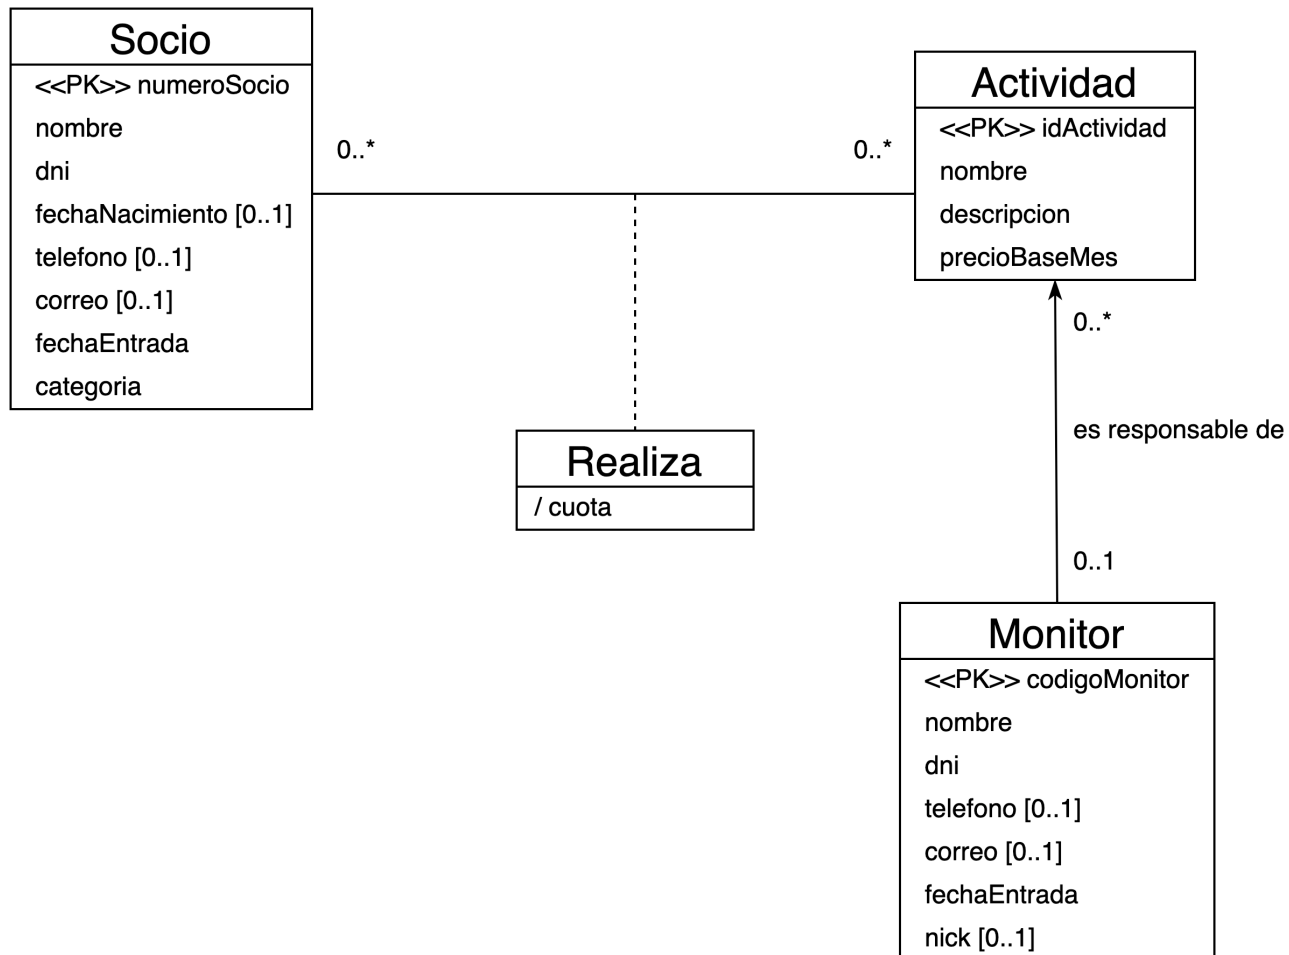 Socio
<<PK>> numeroSocio
nombre
dni
fechaNacimiento [0..1]
telefono [0..1]
correo [0..1]
fechaEntrada
categoria
0..*
0..*
Actividad
<<PK>> idActividad
nombre
descripcion
precioBaseMes
Realiza
/ cuota
0..*
es responsable de
0..1
Monitor
<<PK>> codigoMonitor
nombre
dni
telefono [0..1]
correo [0..1]
fechaEntrada
nick [0..1]